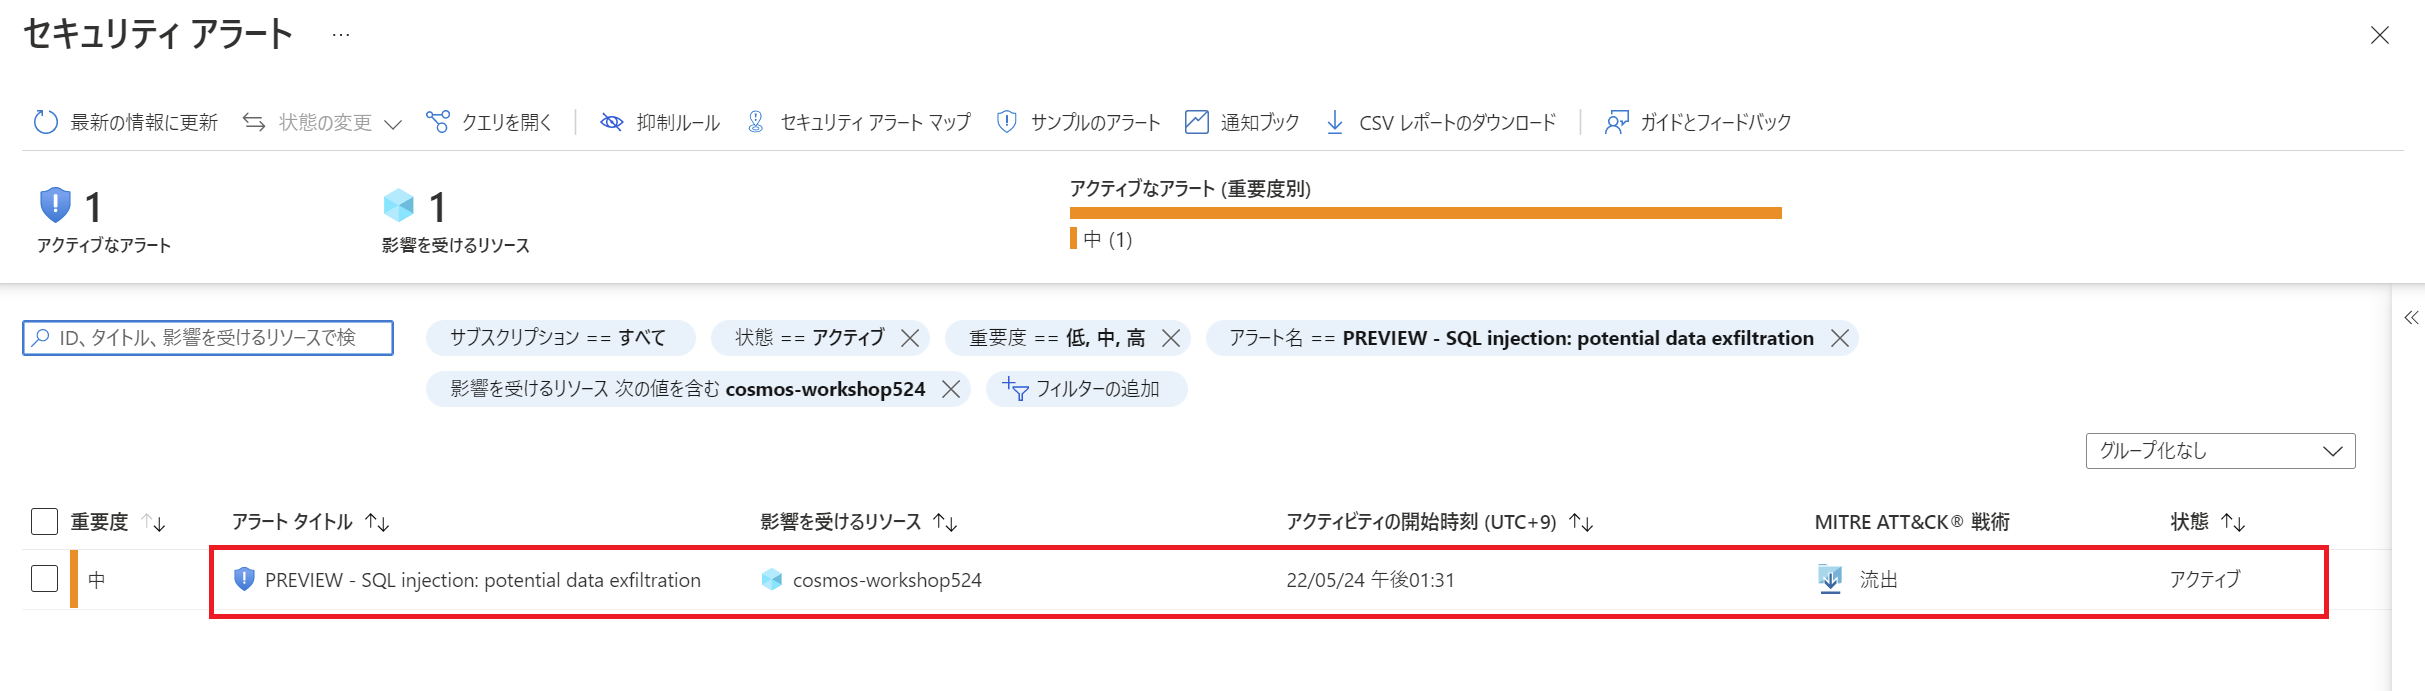 セキュリティ アラート …
最新の情報に更新 状態の変更 クエリを開く 抑制ルール セキュリティ アラート マップ サンプルのアラート 通知ブック CSV レポートのダウンロード ガイドとフィードバック
1
アクティブなアラート
1
影響を受けるリソース
アクティブなアラート (重要度別)
中 (1)
ID、タイトル、影響を受けるリソースで検
サブスクリプション == すべて 状態 == アクティブ 重要度 == 低, 中, 高 アラート名 == PREVIEW - SQL injection: potential data exfiltration
影響を受けるリソース 次の値を含む cosmos-workshop524 フィルターの追加
グループ化なし
重要度 アラート タイトル 影響を受けるリソース アクティビティの開始時刻 (UTC+9) MITRE ATT&CK® 戦術 状態
中 PREVIEW - SQL injection: potential data exfiltration cosmos-workshop524 22/05/24 午後01:31 流出 アクティブ